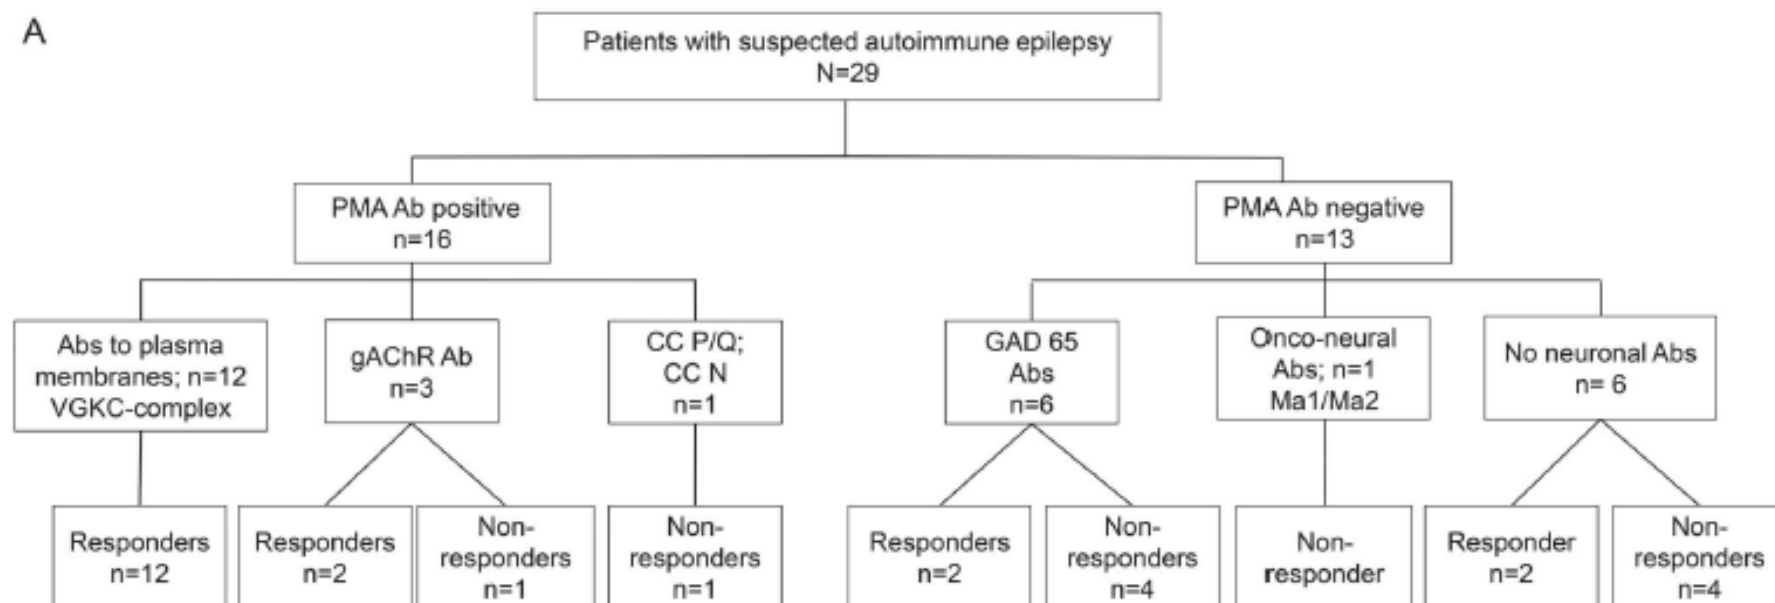 A
Patients with suspected autoimmune epilepsy
N=29
PMA Ab positive
n=16
PMA Ab negative
n=13
Abs to plasma
membranes; n=12
VGKC-complex
gAChR Ab
n=3
CC P/Q;
CC N
n=1
GAD 65
Abs
n=6
Onco-neural
Abs; n=1
Ma1/Ma2
No neuronal Abs
n= 6
Responders
n=12
Responders
n=2
Non-
responders
n=1
Non-
responders
n=1
Responders
n=2
Non-
responders
n=4
Non-
responder
Responder
n=2
Non-
responders
n=4